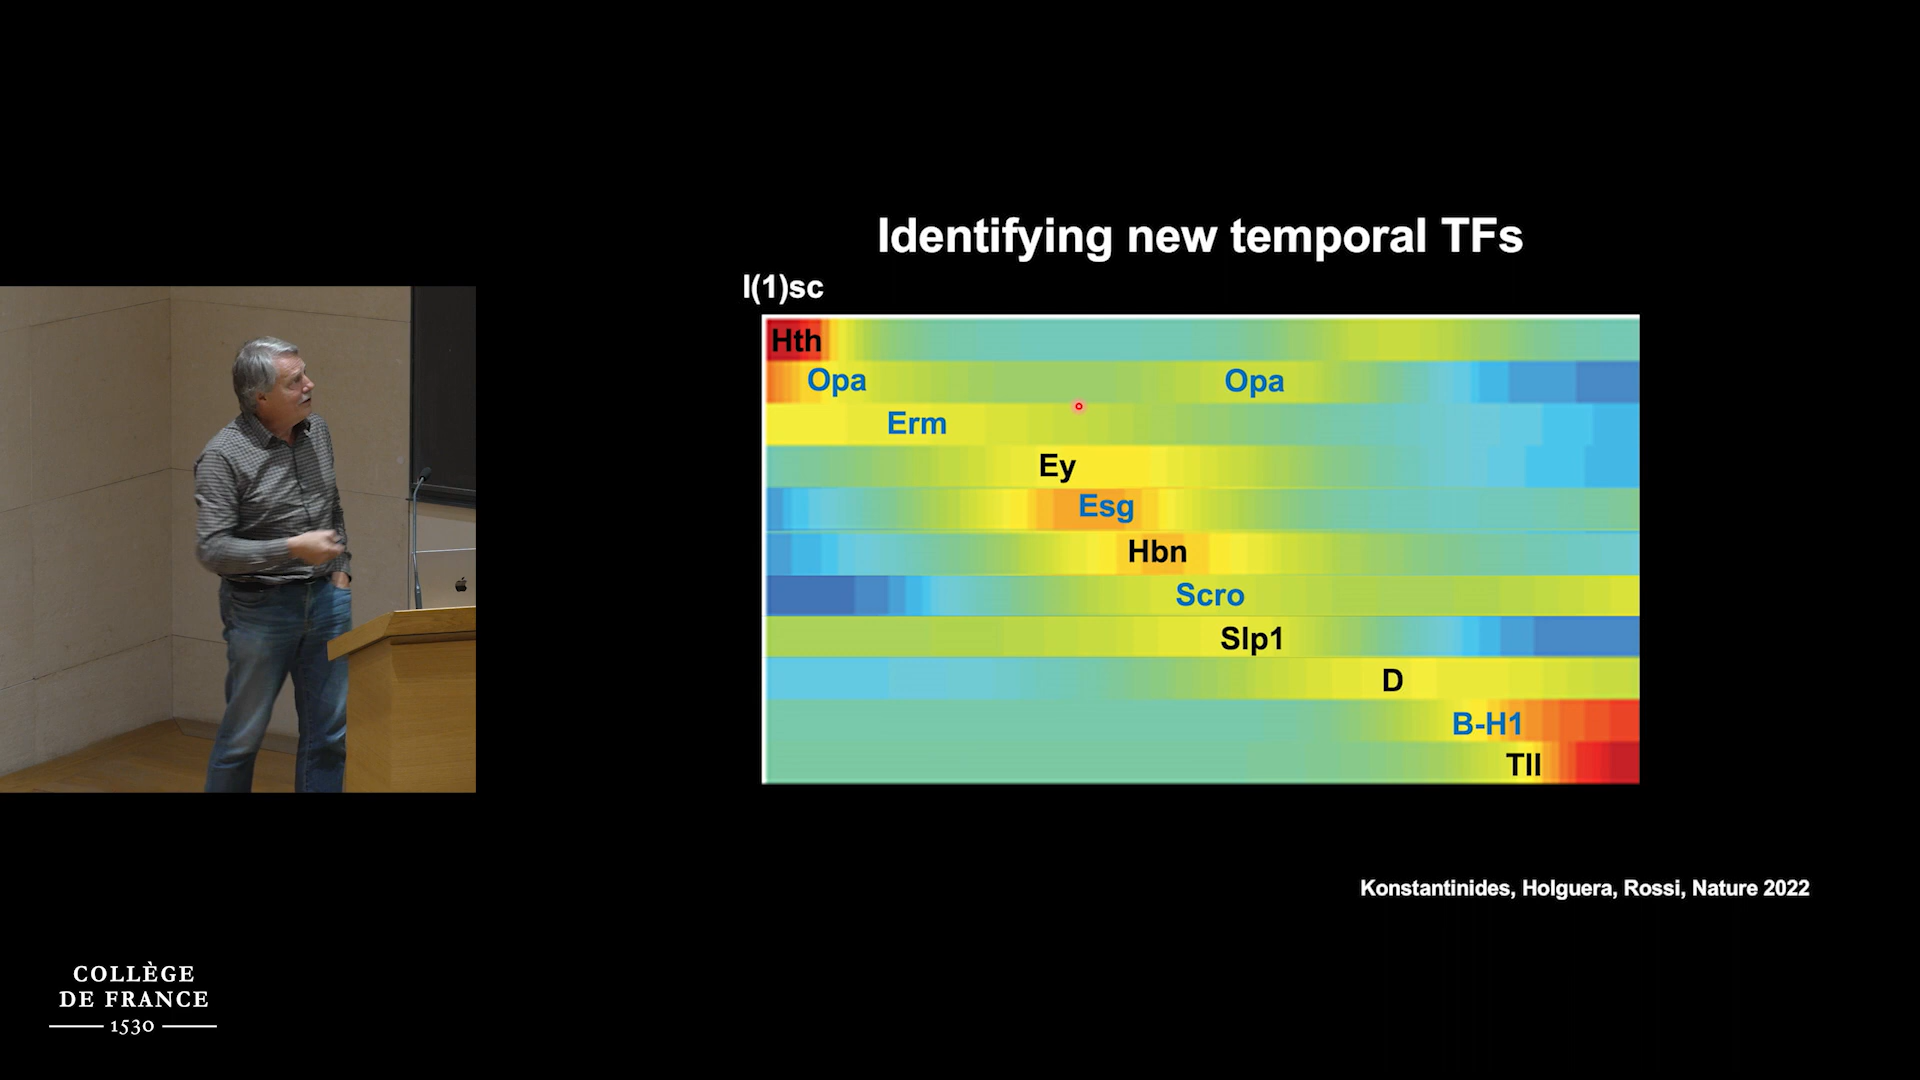 Identifying new temporal TFs
l(1)sc
Hth
Opa Opa
Erm
Ey
Esg
Hbn
Scro
Slp1
D
B-H1
Tll
Konstantinides, Holguera, Rossi, Nature 2022
COLLÈGE
DE FRANCE
1530